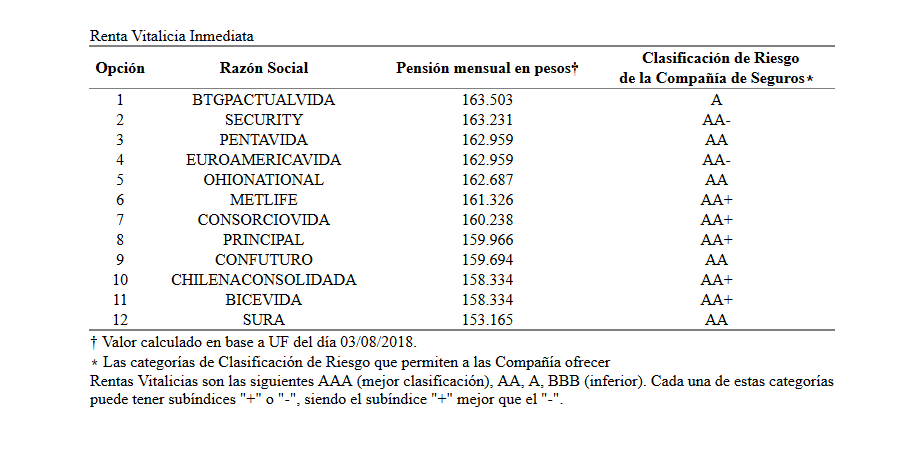 Renta Vitalicia Inmediata
Opción Razón Social Pensión mensual en pesos† Clasificación de Riesgo de la Compañía de Seguros*
1 BTGPACTUALVIDA 163.503 A
2 SECURITY 163.231 AA-
3 PENTAVIDA 162.959 AA
4 EUROAMERICAVIDA 162.959 AA-
5 OHIONATIONAL 162.687 AA
6 METLIFE 161.326 AA+
7 CONSORCIOVIDA 160.238 AA+
8 PRINCIPAL 159.966 AA+
9 CONFUTURO 159.694 AA
10 CHILENACONSOLIDADA 158.334 AA+
11 BICEVIDA 158.334 AA+
12 SURA 153.165 AA
† Valor calculado en base a UF del día 03/08/2018.
* Las categorías de Clasificación de Riesgo que permiten a las Compañía ofrecer
Rentas Vitalicias son las siguientes AAA (mejor clasificación), AA, A, BBB (inferior). Cada una de estas categorías
puede tener subíndices "+" o "-", siendo el subíndice "+" mejor que el "-".